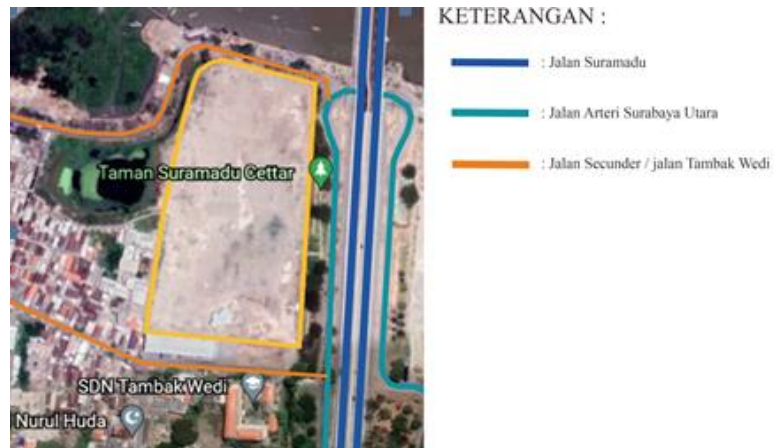 KETERANGAN :
: Jalan Suramadu
: Jalan Arteri Surabaya Utara
: Jalan Secunder / jalan Tambak Wedi
Taman Suramadu Cettar
SDN Tambak Wedi
Nurul Huda